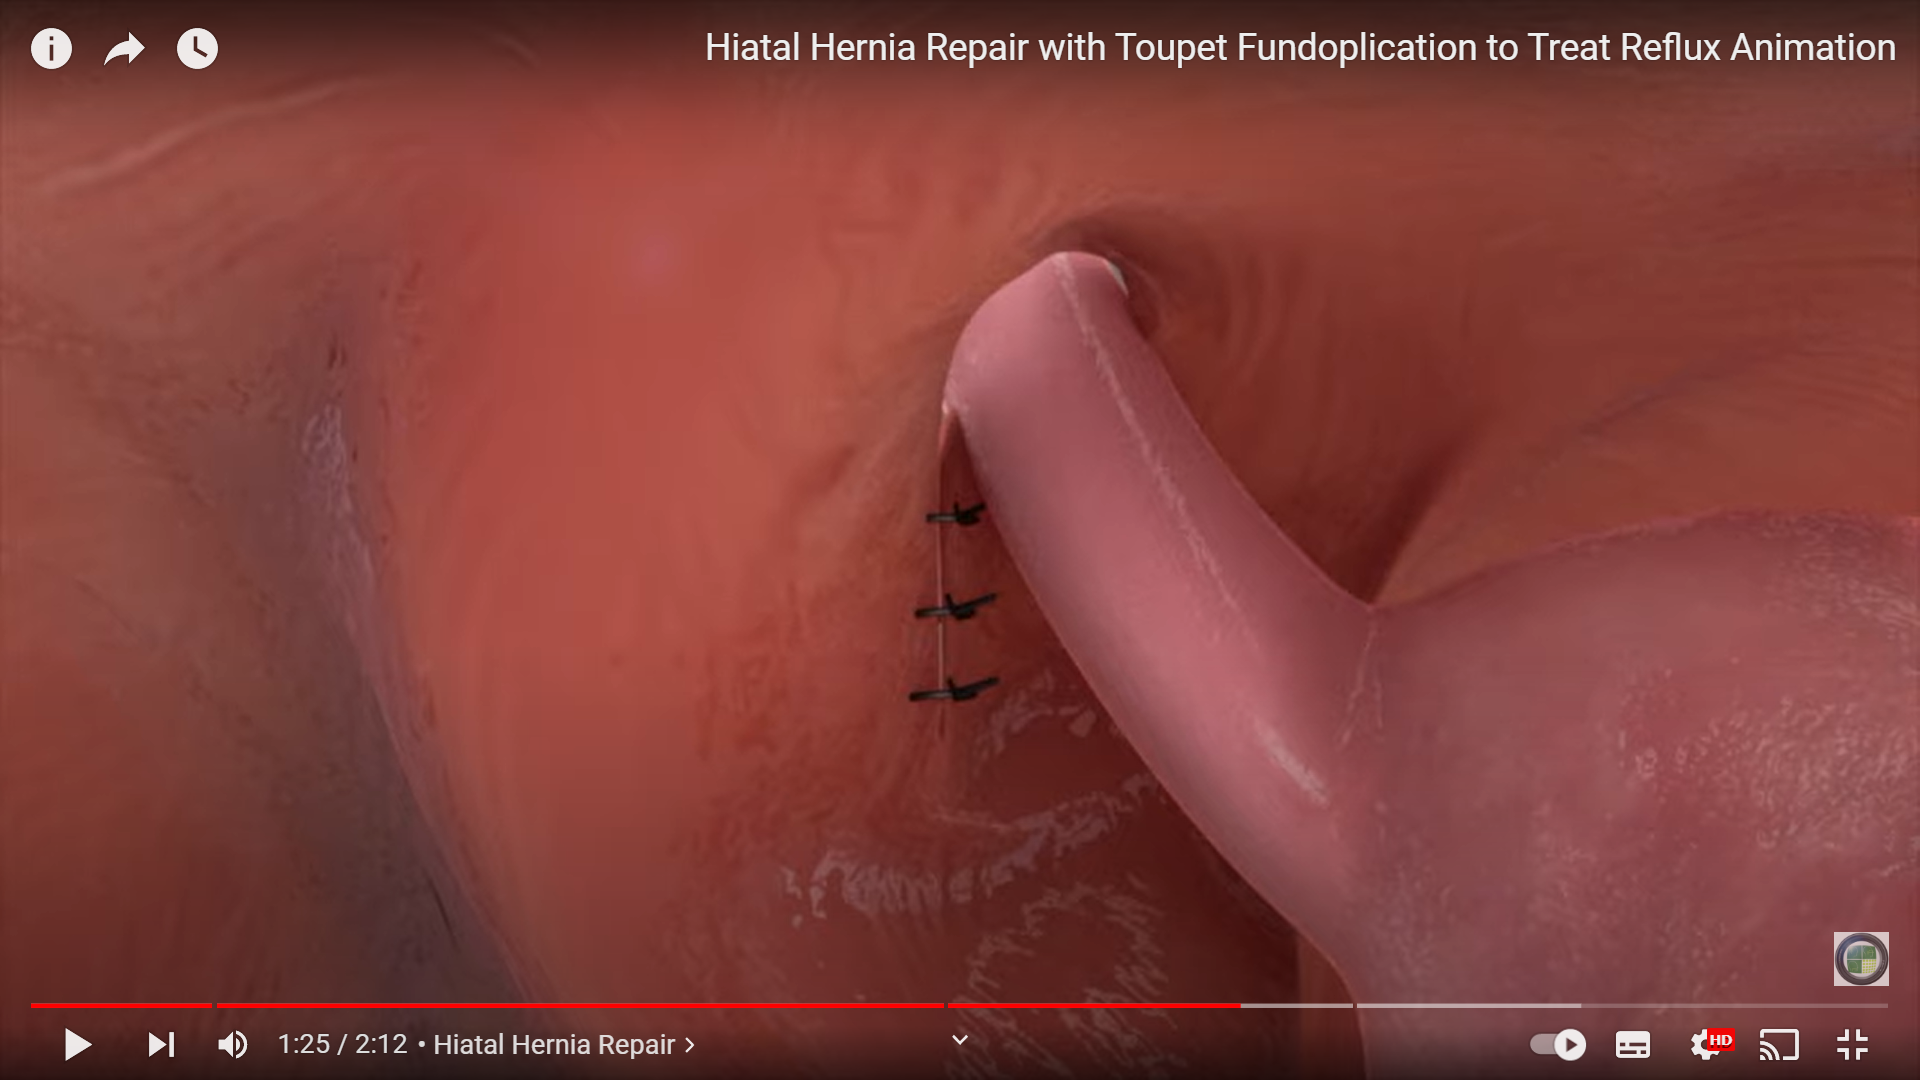 Hiatal Hernia Repair with Toupet Fundoplication to Treat Reflux Animation
1:25 / 2:12 • Hiatal Hernia Repair >
HD